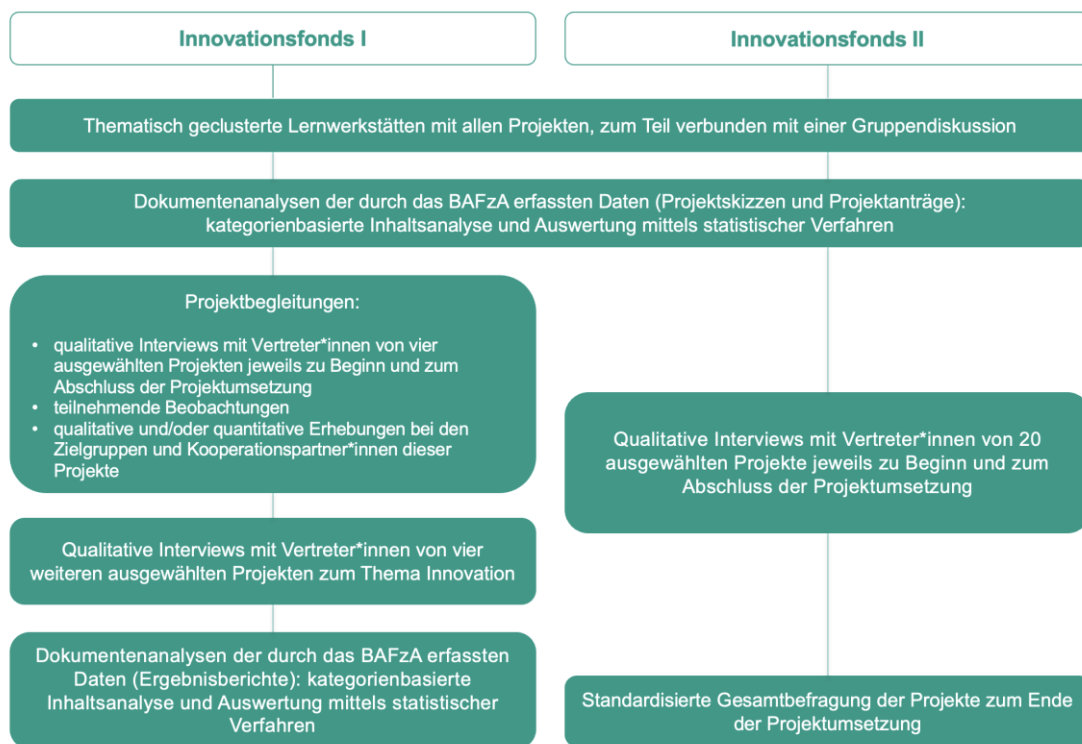 Innovationsfonds I
Innovationsfonds II
Thematisch geclusterte Lernwerkstätten mit allen Projekten, zum Teil verbunden mit einer Gruppendiskussion
Dokumentenanalysen der durch das BAFzA erfassten Daten (Projektskizzen und Projektanträge):
kategorienbasierte Inhaltsanalyse und Auswertung mittels statistischer Verfahren
Projektbegleitungen:
• qualitative Interviews mit Vertreter*innen von vier
ausgewählten Projekten jeweils zu Beginn und zum
Abschluss der Projektumsetzung
• teilnehmende Beobachtungen
• qualitative und/oder quantitative Erhebungen bei den
Zielgruppen und Kooperationspartner*innen dieser
Projekte
Qualitative Interviews mit Vertreter*innen von 20
ausgewählten Projekte jeweils zu Beginn und zum
Abschluss der Projektumsetzung
Qualitative Interviews mit Vertreter*innen von vier
weiteren ausgewählten Projekten zum Thema Innovation
Dokumentenanalysen der durch das BAFzA erfassten
Daten (Ergebnisberichte): kategorienbasierte
Inhaltsanalyse und Auswertung mittels statistischer
Verfahren
Standardisierte Gesamtbefragung der Projekte zum Ende
der Projektumsetzung